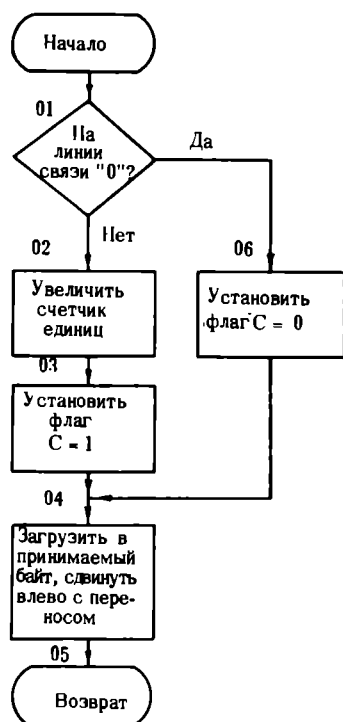 Начало
01
На
линии
связи "0"?
Да
Нет
02
06
Увеличить
счетчик
единиц
Установить
флаг C = 0
03
Установить
флаг
C = 1
04
Загрузить в
принимаемый
байт, сдвинуть
влево с пере-
носом
05
Возврат